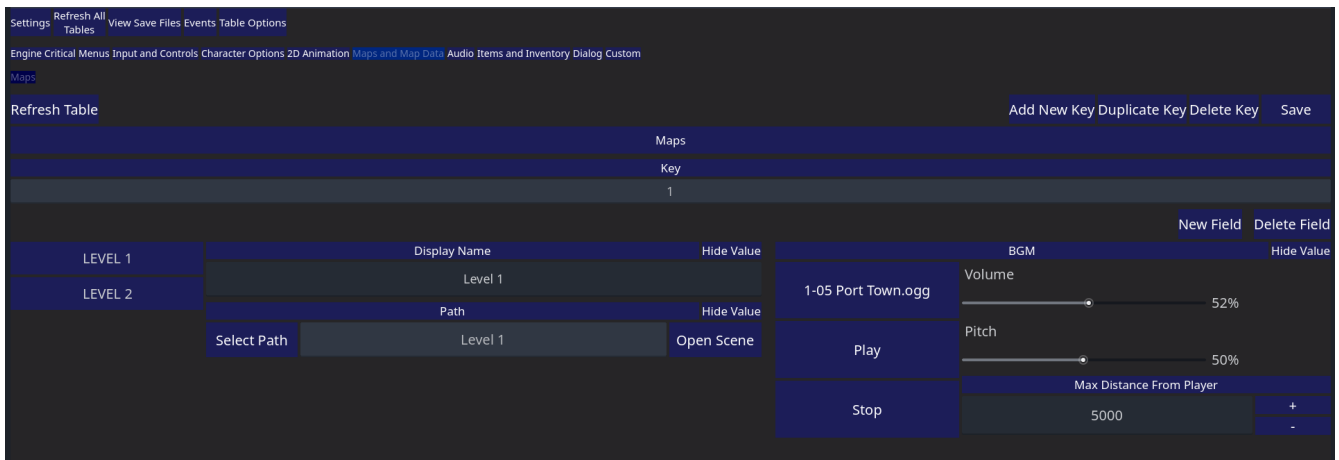 Settings Refresh All Tables View Save Files Events Table Options
Engine Critical Menus Input and Controls Character Options 2D Animation Maps and Map Data Audio Items and Inventory Dialog Custom
Maps
Refresh Table Add New Key Duplicate Key Delete Key Save
Maps
Key
1
New Field Delete Field
LEVEL 1
LEVEL 2
Display Name Hide Value
Level 1
Path Hide Value
Select Path Level 1 Open Scene
BGM Hide Value
1-05 Port Town.ogg
Volume
52%
Play
Pitch
50%
Stop
Max Distance From Player
5000
+
-